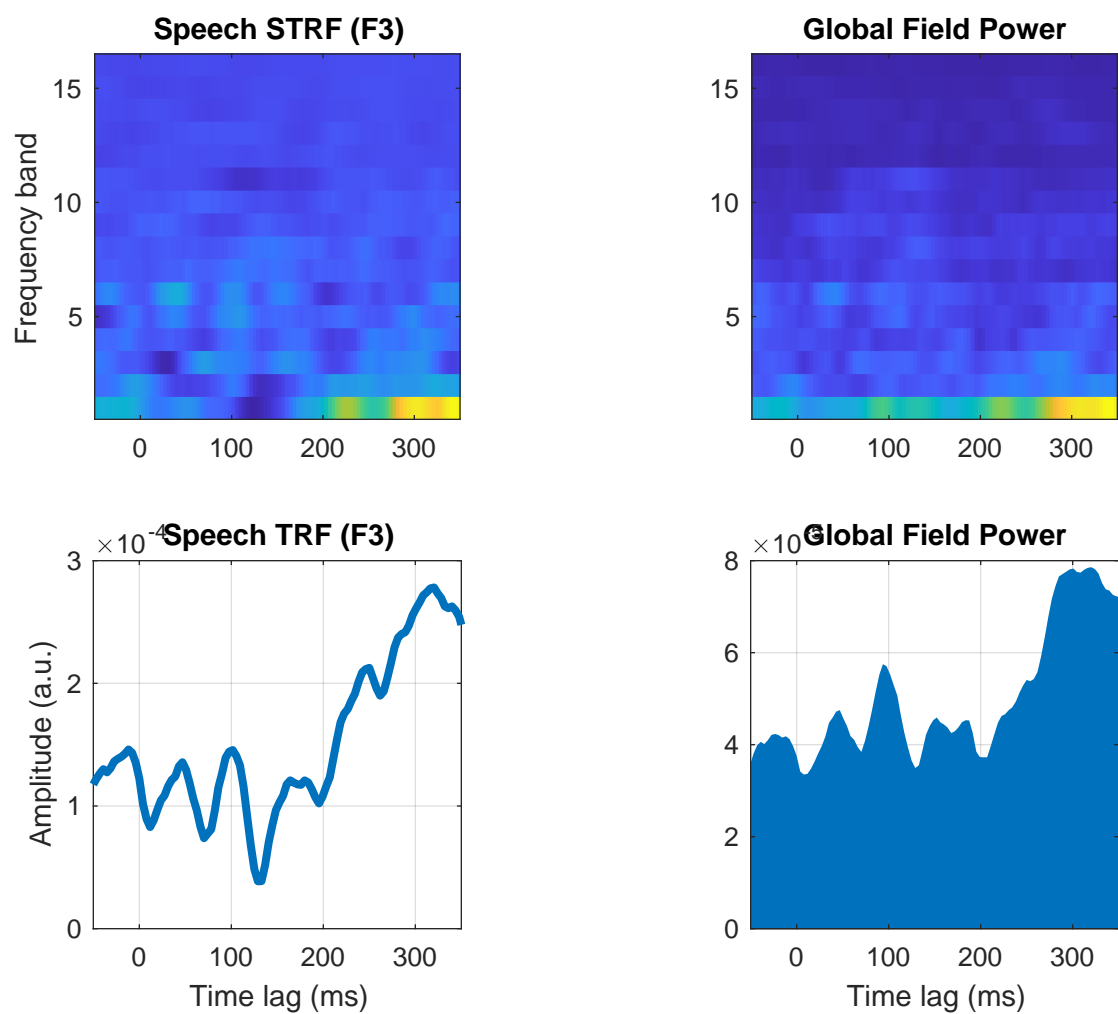 Speech STRF (F3)
Global Field Power
Frequency band
15
10
5
0 100 200 300
15
10
5
0 100 200 300
Speech TRF (F3)
Global Field Power
×10⁻⁴
Amplitude (a.u.)
3
2
1
0
0 100 200 300
Time lag (ms)
×10
8
6
4
2
0
0 100 200 300
Time lag (ms)